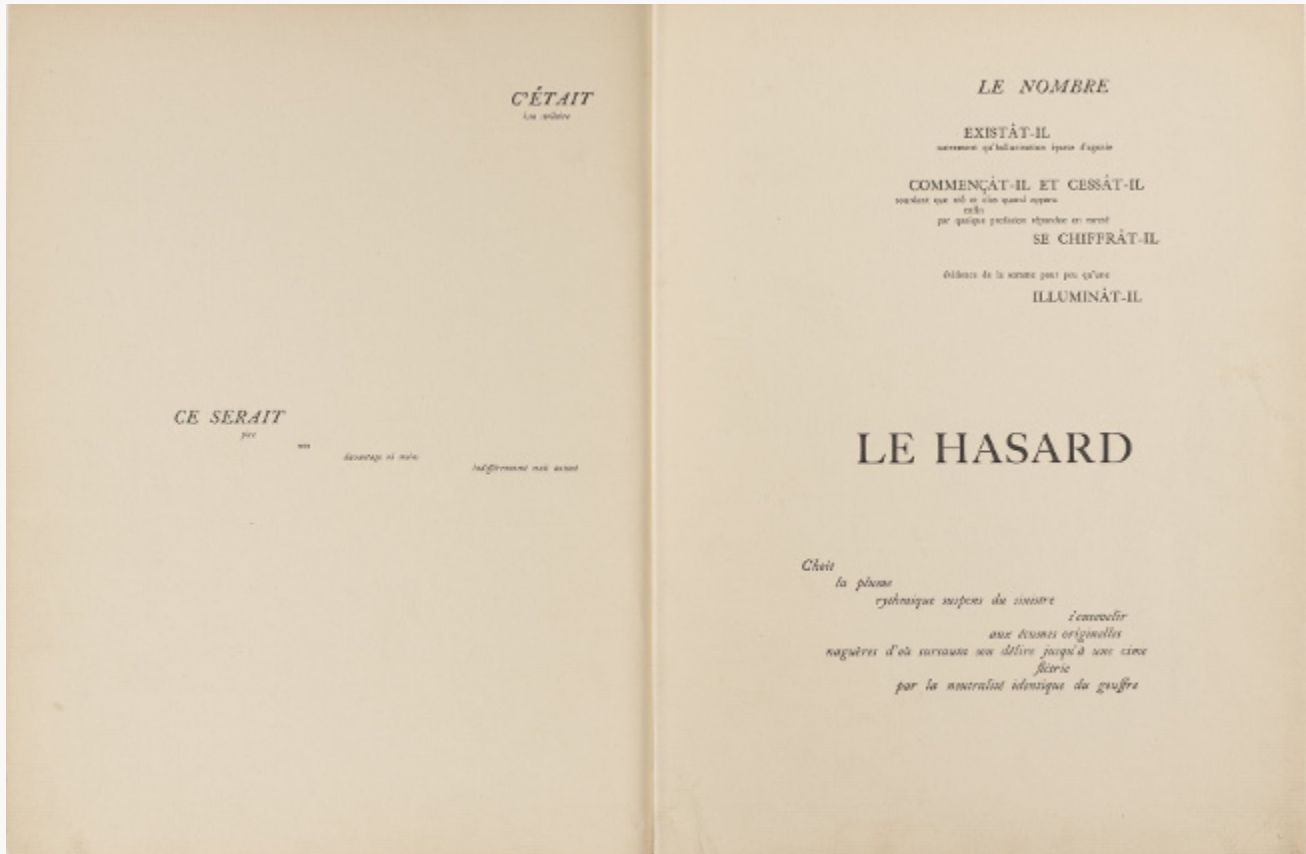 C'ÉTAIT
issu stellaire
CE SERAIT
pire
non
davantage ni moins
indifféremment mais autant
LE NOMBRE
EXISTÂT-IL
autrement qu'hallucination éparse d'agonie
COMMENÇÂT-IL ET CESSÂT-IL
sourdant que nié et clos quand apparu
enfin
par quelque profusion répandue en rareté
SE CHIFFRÂT-IL
évidence de la somme pour peu qu'une
ILLUMINÂT-IL
LE HASARD
Choit
la plume
rythmique suspens du sinistre
s'ensevelir
aux écumes originelles
naguères d'où sursauta son délire jusqu'à une cime
flétrie
par la neutralité identique du gouffre